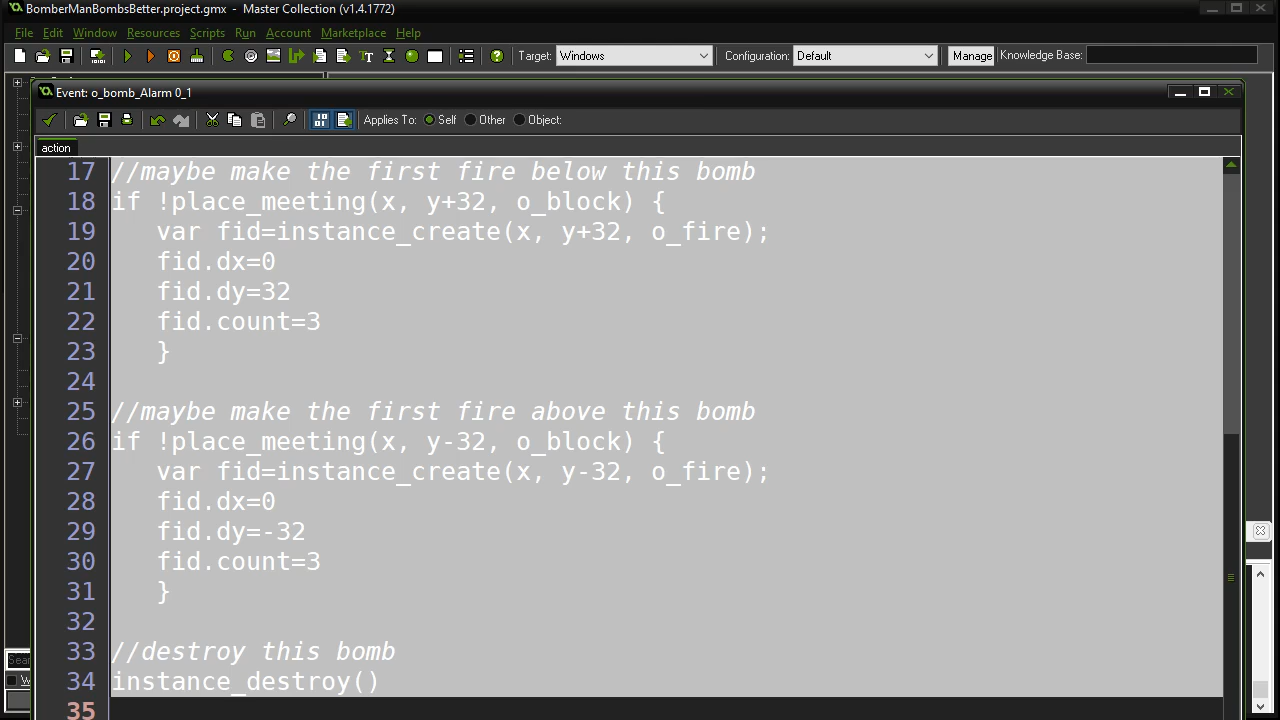 BomberManBombsBetter.project.gmx - Master Collection (v1.4.1772)
File Edit Window Resources Scripts Run Account Marketplace Help
Target: Windows Configuration: Default Manage Knowledge Base:
Event: o_bomb_Alarm 0_1
Applies To: Self Other Object:
action
17 //maybe make the first fire below this bomb
18 if !place_meeting(x, y+32, o_block) {
19 var fid=instance_create(x, y+32, o_fire);
20 fid.dx=0
21 fid.dy=32
22 fid.count=3
23 }
24
25 //maybe make the first fire above this bomb
26 if !place_meeting(x, y-32, o_block) {
27 var fid=instance_create(x, y-32, o_fire);
28 fid.dx=0
29 fid.dy=-32
30 fid.count=3
31 }
32
33 //destroy this bomb
34 instance_destroy()
35